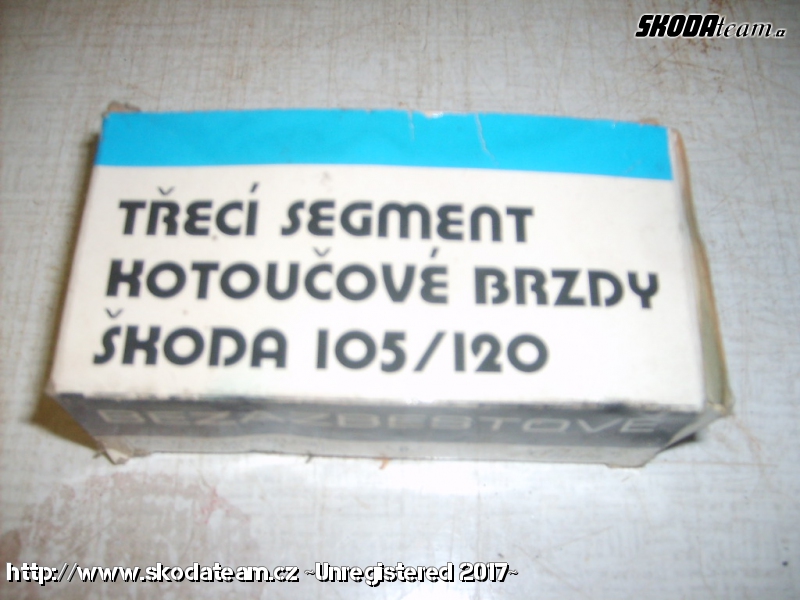 SKODAteam.cz
TŘECÍ SEGMENT
KOTOUČOVÉ BRZDY
ŠKODA 105/120
BEZAZBESTOVÉ
http://www.skodateam.cz ~Unregistered 2017~